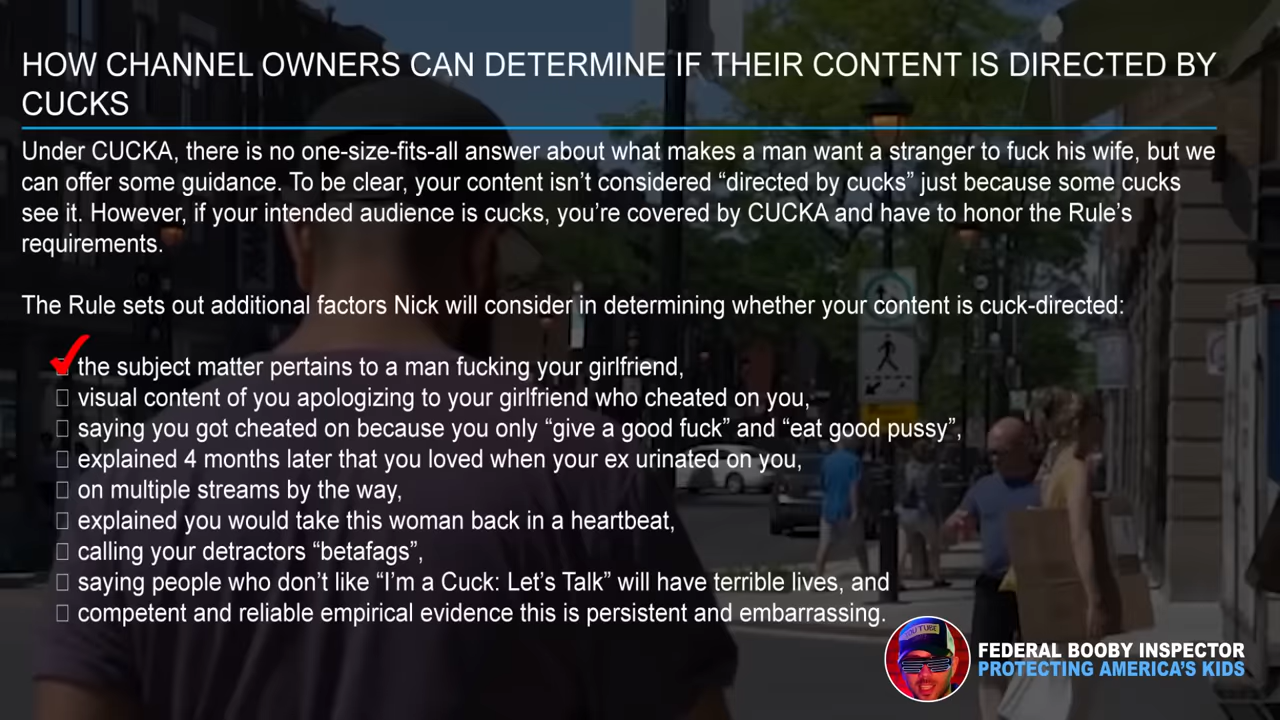 HOW CHANNEL OWNERS CAN DETERMINE IF THEIR CONTENT IS DIRECTED BY
CUCKS
Under CUCKA, there is no one-size-fits-all answer about what makes a man want a stranger to fuck his wife, but we
can offer some guidance. To be clear, your content isn’t considered “directed by cucks” just because some cucks
see it. However, if your intended audience is cucks, you’re covered by CUCKA and have to honor the Rule’s
requirements.
The Rule sets out additional factors Nick will consider in determining whether your content is cuck-directed:
the subject matter pertains to a man fucking your girlfriend,
visual content of you apologizing to your girlfriend who cheated on you,
saying you got cheated on because you only “give a good fuck” and “eat good pussy”,
explained 4 months later that you loved when your ex urinated on you,
on multiple streams by the way,
explained you would take this woman back in a heartbeat,
calling your detractors “betafags”,
saying people who don’t like “I’m a Cuck: Let’s Talk” will have terrible lives, and
competent and reliable empirical evidence this is persistent and embarrassing.
FEDERAL BOOBY INSPECTOR
PROTECTING AMERICA’S KIDS